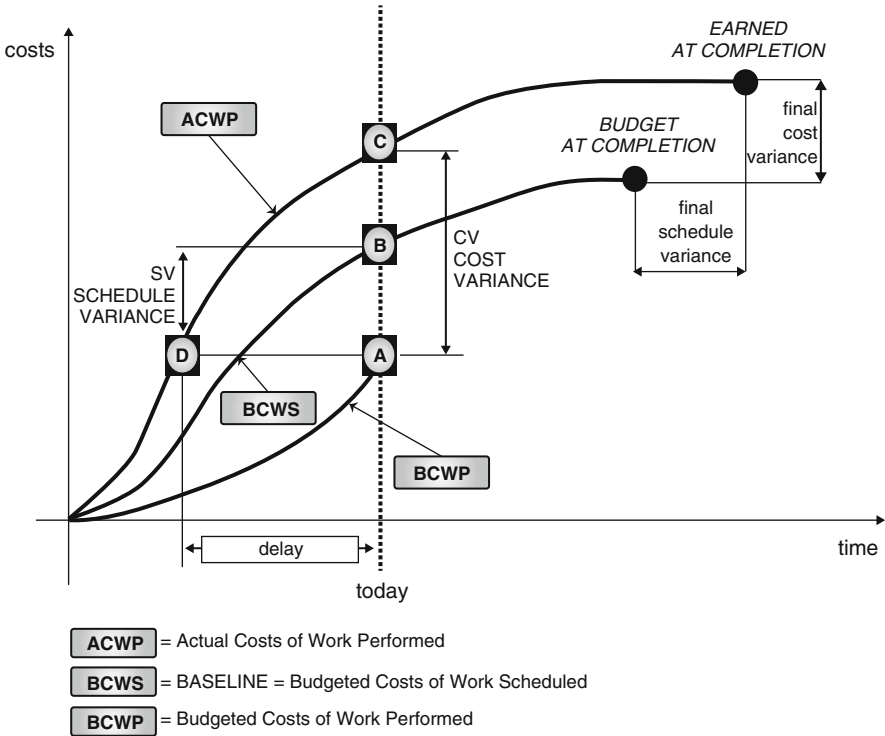 costs
EARNED
AT COMPLETION
ACWP
BUDGET
AT COMPLETION
final
cost
variance
C
B
CV
COST
VARIANCE
final
schedule
variance
SV
SCHEDULE
VARIANCE
D
A
BCWS
BCWP
delay
time
today
ACWP = Actual Costs of Work Performed
BCWS = BASELINE = Budgeted Costs of Work Scheduled
BCWP = Budgeted Costs of Work Performed